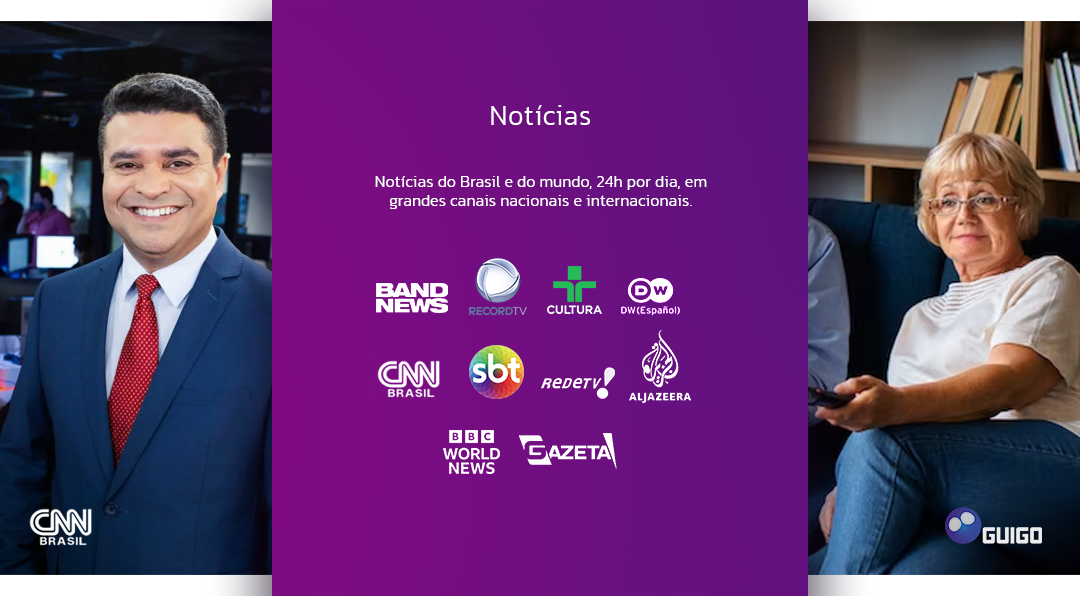 Notícias
Notícias do Brasil e do mundo, 24h por dia, em
grandes canais nacionais e internacionais.
BAND
NEWS
RECORDTV
CULTURA
DW
DW(Español)
CNN
BRASIL
sbt
REDETV!
ALJAZEERA
BBC
WORLD
NEWS
GAZETA
CNN
BRASIL
GUIGO